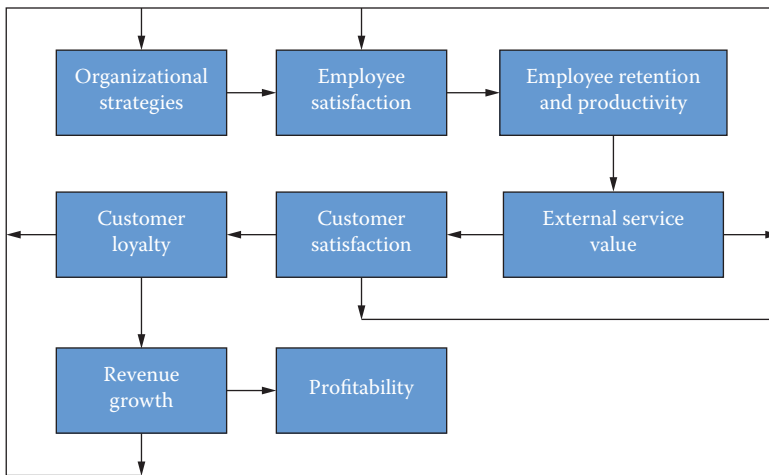 Organizational
strategies
Employee
satisfaction
Employee retention
and productivity
Customer
loyalty
Customer
satisfaction
External service
value
Revenue
growth
Profitability